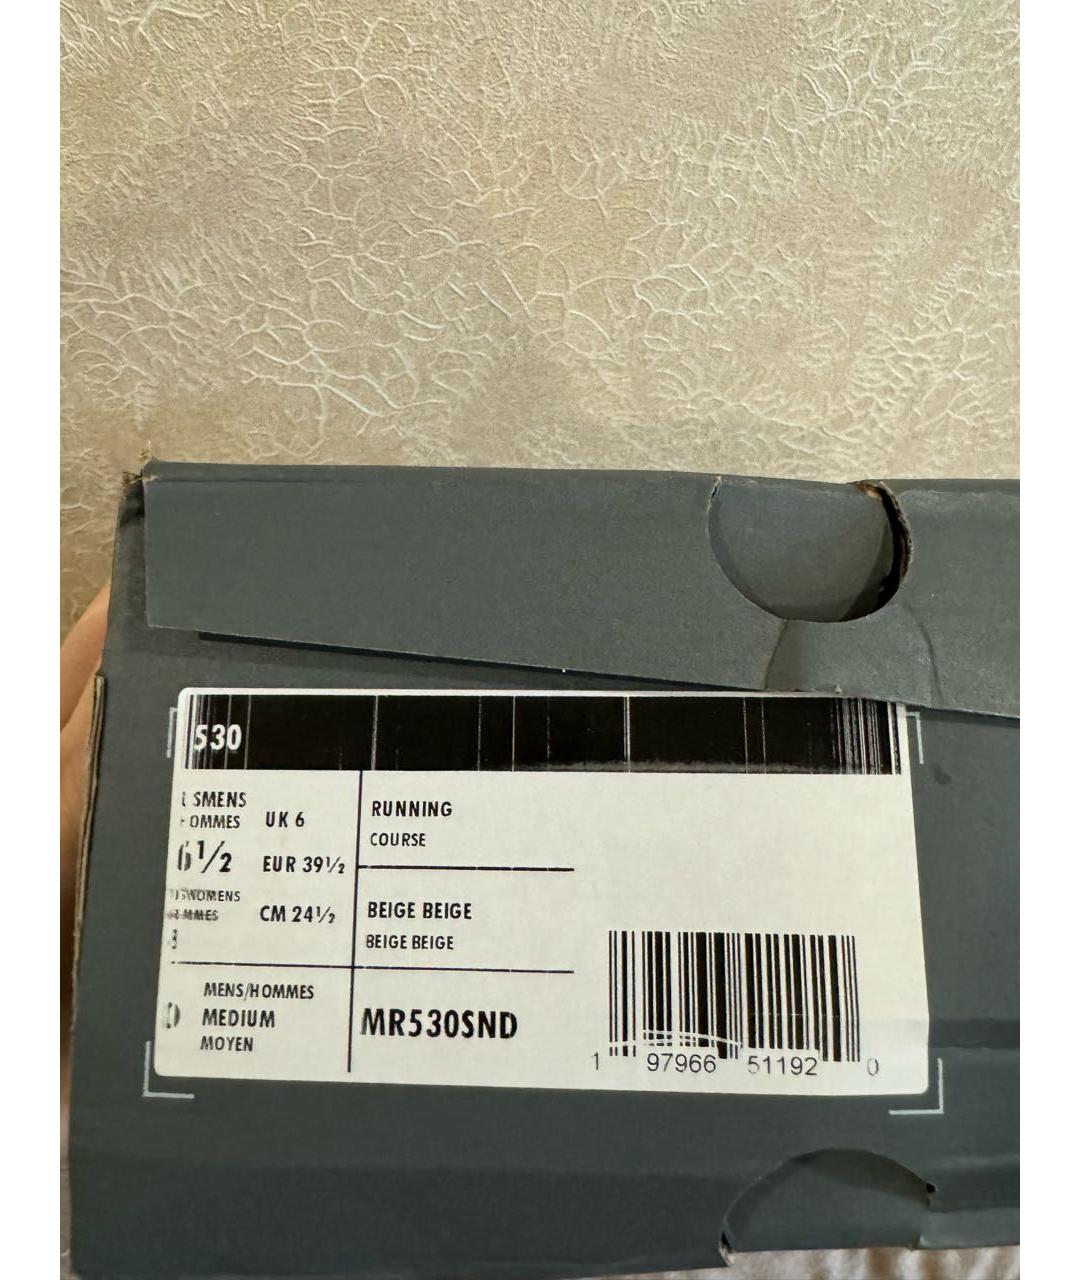 530
SMENS
OMMES
6½
UK 6
EUR 39½
CM 24½
RUNNING
COURSE
BEIGE BEIGE
BEIGE BEIGE
MENS/HOMMES
D MEDIUM
MOYEN
MR530SND
1 97966 51192 0